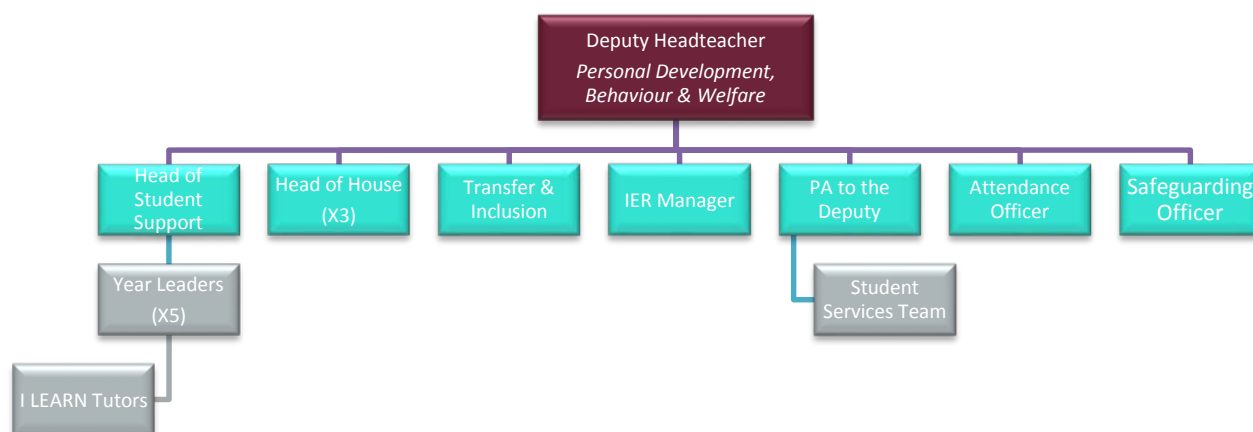 Deputy Headteacher
Personal Development,
Behaviour & Welfare
Head of
Student
Support
Head of House
(X3)
Transfer &
Inclusion
IER Manager
PA to the
Deputy
Attendance
Officer
Safeguarding
Officer
Year Leaders
(X5)
Student
Services Team
I LEARN Tutors